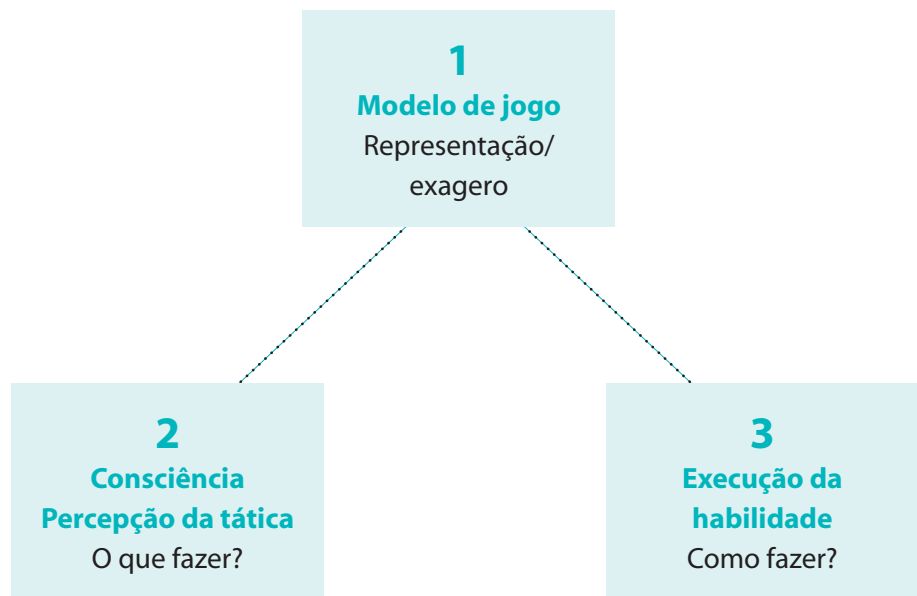 1
Modelo de jogo
Representação/
exagero
2
Consciência
Percepção da tática
O que fazer?
3
Execução da
habilidade
Como fazer?